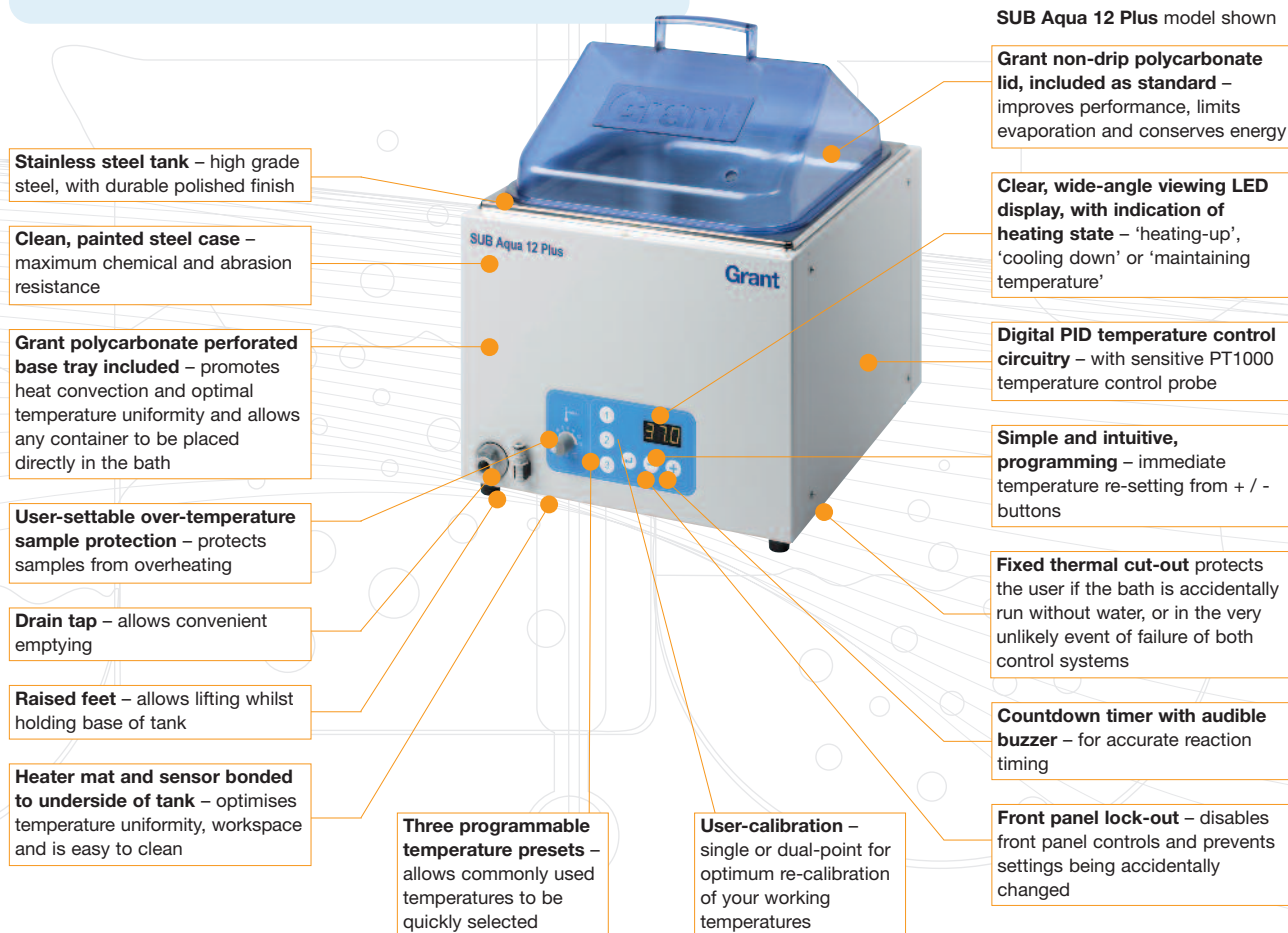 SUB Aqua 12 Plus model shown
Grant non-drip polycarbonate
lid, included as standard –
improves performance, limits
evaporation and conserves energy
Stainless steel tank – high grade
steel, with durable polished finish
Clear, wide-angle viewing LED
display, with indication of
heating state – ‘heating-up’,
‘cooling down’ or ‘maintaining
temperature’
Clean, painted steel case –
maximum chemical and abrasion
resistance
Grant polycarbonate perforated
base tray included – promotes
heat convection and optimal
temperature uniformity and allows
any container to be placed
directly in the bath
Digital PID temperature control
circuitry – with sensitive PT1000
temperature control probe
Simple and intuitive,
programming – immediate
temperature re-setting from + / -
buttons
User-settable over-temperature
sample protection – protects
samples from overheating
Fixed thermal cut-out protects
the user if the bath is accidentally
run without water, or in the very
unlikely event of failure of both
control systems
Drain tap – allows convenient
emptying
Raised feet – allows lifting whilst
holding base of tank
Countdown timer with audible
buzzer – for accurate reaction
timing
Heater mat and sensor bonded
to underside of tank – optimises
temperature uniformity, workspace
and is easy to clean
Front panel lock-out – disables
front panel controls and prevents
settings being accidentally
changed
Three programmable
temperature presets –
allows commonly used
temperatures to be
quickly selected
User-calibration –
single or dual-point for
optimum re-calibration
of your working
temperatures
Grant
SUB Aqua 12 Plus
Grant
1
2
3
37.0
+